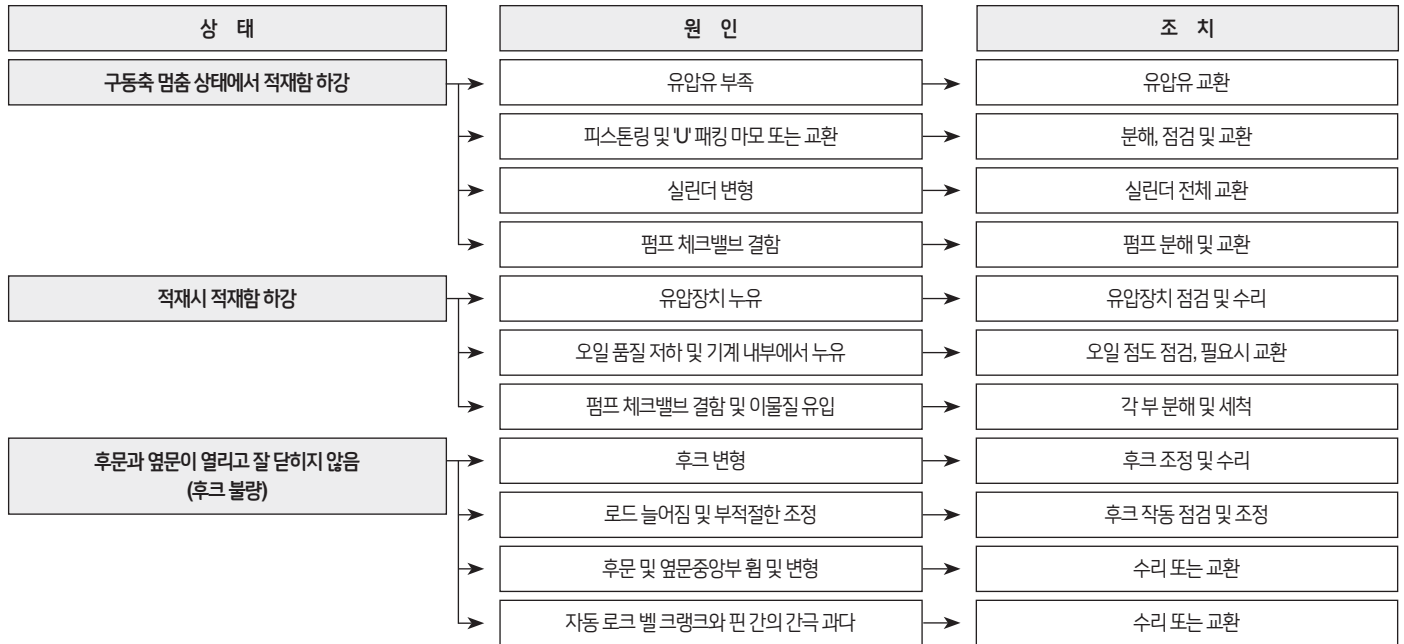 상 태
원 인
조 치
구동축 멈춤 상태에서 적재함 하강
유압유 부족
유압유 교환
피스톤링 및 'U' 패킹 마모 또는 교환
분해, 점검 및 교환
실린더 변형
실린더 전체 교환
펌프 체크밸브 결함
펌프 분해 및 교환
적재시 적재함 하강
유압장치 누유
유압장치 점검 및 수리
오일 품질 저하 및 기계 내부에서 누유
오일 점도 점검, 필요시 교환
펌프 체크밸브 결함 및 이물질 유입
각 부 분해 및 세척
후문과 옆문이 열리고 잘 닫히지 않음
(후크 불량)
후크 변형
후크 조정 및 수리
로드 늘어짐 및 부적절한 조정
후크 작동 점검 및 조정
후문 및 옆문중앙부 휨 및 변형
수리 또는 교환
자동 로크 벨 크랭크와 핀 간의 간극 과다
수리 또는 교환